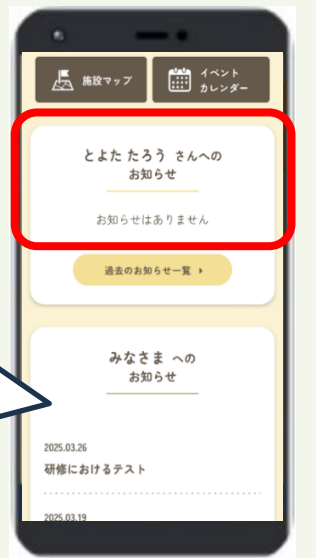 施設マップ
イベント
カレンダー
とよた たろう さんへの
お知らせ
お知らせはありません
過去のお知らせ一覧
みなさま への
お知らせ
2025.03.26
研修におけるテスト
2025.03.19